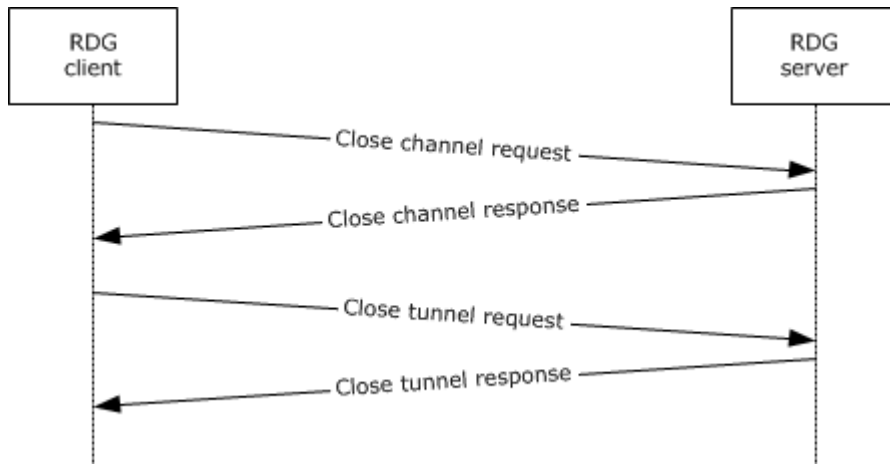 RDG
client
RDG
server
Close channel request
Close channel response
Close tunnel request
Close tunnel response